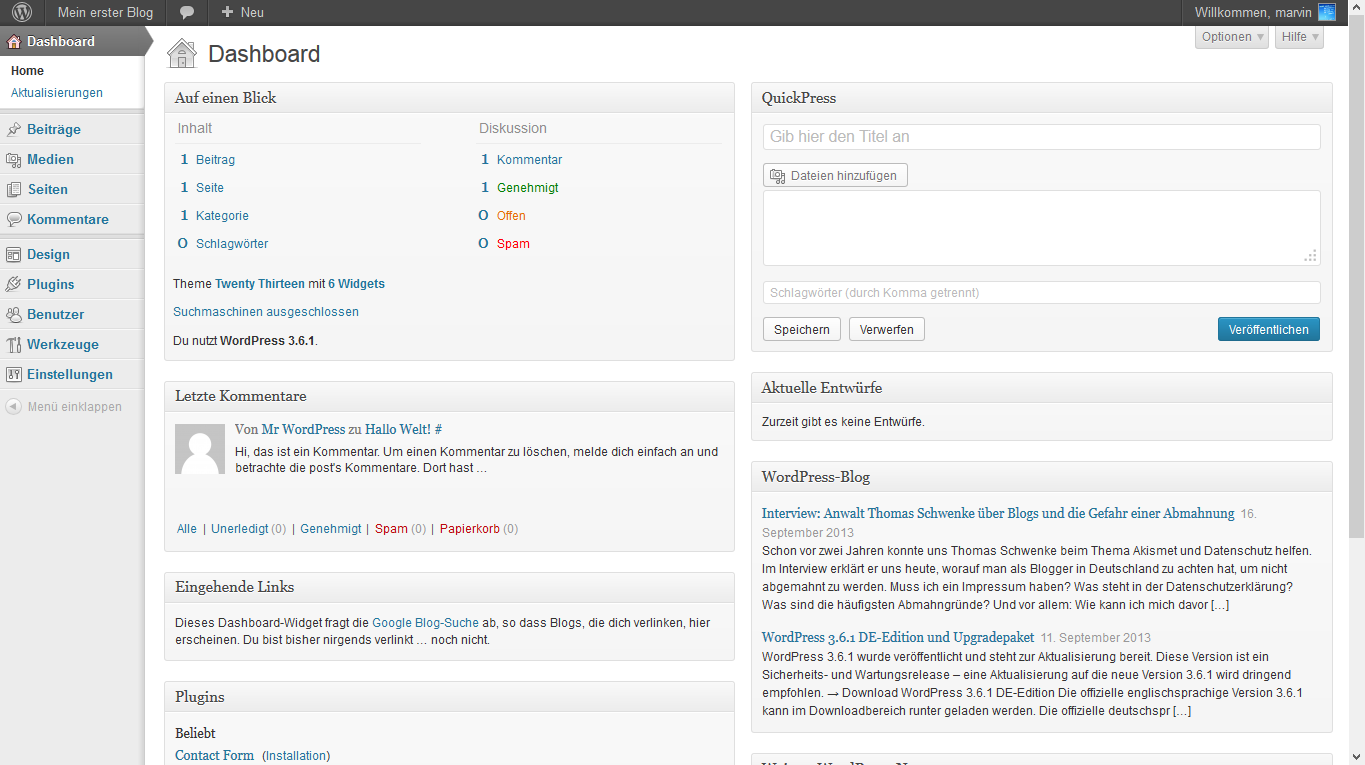 Mein erster Blog
Neu
Willkommen, marvin
Dashboard
Home
Aktualisierungen
Beiträge
Medien
Seiten
Kommentare
Design
Plugins
Benutzer
Werkzeuge
Einstellungen
Menü einklappen
Optionen
Hilfe
Dashboard
Auf einen Blick
Inhalt
1 Beitrag
1 Seite
1 Kategorie
0 Schlagwörter
Diskussion
1 Kommentar
1 Genehmigt
0 Offen
0 Spam
Theme Twenty Thirteen mit 6 Widgets
Suchmaschinen ausgeschlossen
Du nutzt WordPress 3.6.1.
Letzte Kommentare
Von Mr WordPress zu Hallo Welt! #
Hi, das ist ein Kommentar. Um einen Kommentar zu löschen, melde dich einfach an und
betrachte die post's Kommentare. Dort hast …
Alle | Unerledigt (0) | Genehmigt | Spam (0) | Papierkorb (0)
Eingehende Links
Dieses Dashboard-Widget fragt die Google Blog-Suche ab, so dass Blogs, die dich verlinken, hier
erscheinen. Du bist bisher nirgends verlinkt … noch nicht.
Plugins
Beliebt
Contact Form (Installation)
QuickPress
Gib hier den Titel an
Dateien hinzufügen
Schlagwörter (durch Komma getrennt)
Speichern
Verwerfen
Veröffentlichen
Aktuelle Entwürfe
Zurzeit gibt es keine Entwürfe.
WordPress-Blog
Interview: Anwalt Thomas Schwenke über Blogs und die Gefahr einer Abmahnung 16.
September 2013
Schon vor zwei Jahren konnte uns Thomas Schwenke beim Thema Akismet und Datenschutz helfen.
Im Interview erklärt er uns heute, worauf man als Blogger in Deutschland zu achten hat, um nicht
abgemahnt zu werden. Muss ich ein Impressum haben? Was steht in der Datenschutzerklärung?
Was sind die häufigsten Abmahngründe? Und vor allem: Wie kann ich mich davor […]
WordPress 3.6.1 DE-Edition und Upgradepaket 11. September 2013
WordPress 3.6.1 wurde veröffentlicht und steht zur Aktualisierung bereit. Diese Version ist ein
Sicherheits- und Wartungsrelease – eine Aktualisierung auf die neue Version 3.6.1 wird dringend
empfohlen. → Download WordPress 3.6.1 DE-Edition Die offizielle englischsprachige Version 3.6.1
kann im Downloadbereich runter geladen werden. Die offizielle deutschspr […]